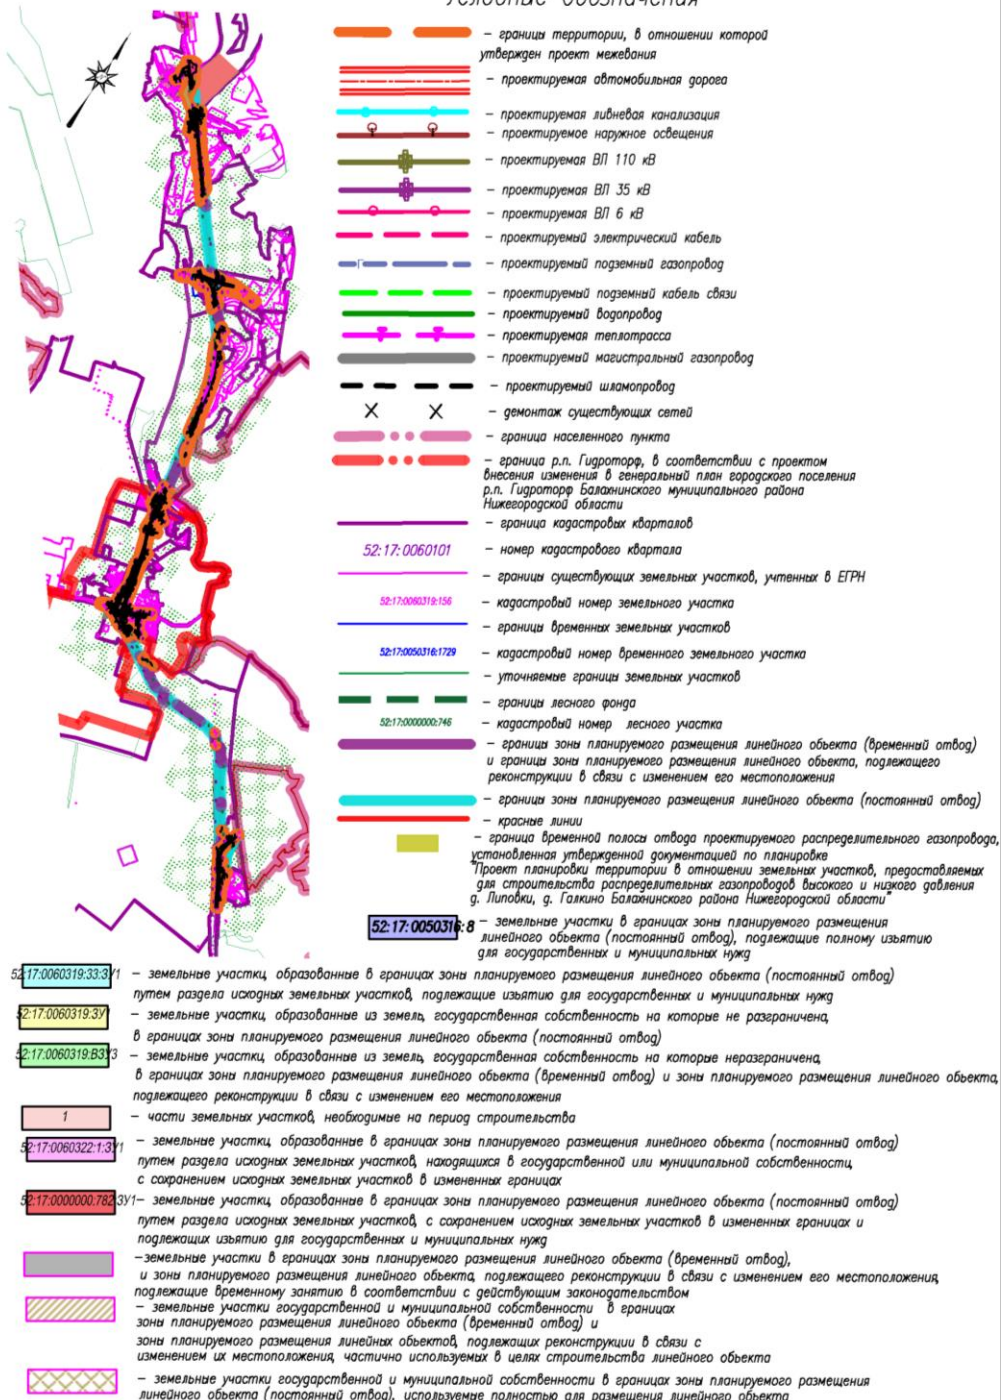 Условные обозначения
– границы территории, в отношении которой
утвержден проект межевания
– проектируемая автомобильная дорога
– проектируемая ливневая канализация
– проектируемое наружное освещения
– проектируемая ВЛ 110 кВ
– проектируемая ВЛ 35 кВ
– проектируемая ВЛ 6 кВ
– проектируемый электрический кабель
– проектируемый подземный газопровод
– проектируемый подземный кабель связи
– проектируемый водопровод
– проектируемая теплотрасса
– проектируемый магистральный газопровод
– проектируемый шламопровод
– демонтаж существующих сетей
– граница населенного пункта
– граница р.п. Гидроторф, в соответствии с проектом
внесения изменения в генеральный план городского поселения
р.п. Гидроторф Балахнинского муниципального района
Нижегородской области
– граница кадастровых кварталов
52:17:0060101 – номер кадастрового квартала
– границы существующих земельных участков, учтенных в ЕГРН
52:17:0060319:156 – кадастровый номер земельного участка
– границы временных земельных участков
52:17:0050316:1729 – кадастровый номер временного земельного участка
– уточняемые границы земельных участков
– границы лесного фонда
52:17:0000000:746 – кадастровый номер лесного участка
– границы зоны планируемого размещения линейного объекта (временный отвод)
и границы зоны планируемого размещения линейного объекта, подлежащего
реконструкции в связи с изменением его местоположения
– границы зоны планируемого размещения линейного объекта (постоянный отвод)
– красные линии
– граница временной полосы отвода проектируемого распределительного газопровода,
установленная утвержденной документацией по планировке
"Проект планировки территории в отношении земельных участков, предоставляемых
для строительства распределительных газопроводов высокого и низкого давления
д. Липовки, д. Галкино Балахнинского района Нижегородской области"
52:17:0050316:8 – земельные участки в границах зоны планируемого размещения
линейного объекта (постоянный отвод), подлежащие полному изъятию
для государственных и муниципальных нужд
52:17:0060319:33:ЗУ1 – земельные участки, образованные в границах зоны планируемого размещения линейного объекта (постоянный отвод)
путем раздела исходных земельных участков, подлежащие изъятию для государственных и муниципальных нужд
52:17:0060319:ЗУ1 – земельные участки, образованные из земель, государственная собственность на которые не разграничена,
в границах зоны планируемого размещения линейного объекта (постоянный отвод)
52:17:0060319:ВЗУ3 – земельные участки, образованные из земель, государственная собственность на которые неразграничена,
в границах зоны планируемого размещения линейного объекта (временный отвод) и зоны планируемого размещения линейного объекта,
подлежащего реконструкции в связи с изменением его местоположения
1 – части земельных участков, необходимые на период строительства
52:17:0060322:1:ЗУ1 – земельные участки, образованные в границах зоны планируемого размещения линейного объекта (постоянный отвод)
путем раздела исходных земельных участков, находящихся в государственной или муниципальной собственности,
с сохранением исходных земельных участков в измененных границах
52:17:0000000:782:ЗУ1 – земельные участки, образованные в границах зоны планируемого размещения линейного объекта (постоянный отвод)
путем раздела исходных земельных участков, с сохранением исходных земельных участков в измененных границах и
подлежащих изъятию для государственных и муниципальных нужд
–земельные участки в границах зоны планируемого размещения линейного объекта (временный отвод),
и зоны планируемого размещения линейного объекта, подлежащего реконструкции в связи с изменением его местоположения,
подлежащие временному занятию в соответствии с действующим законодательством
– земельные участки государственной и муниципальной собственности в границах
зоны планируемого размещения линейного объекта (временный отвод) и
зоны планируемого размещения линейных объектов, подлежащих реконструкции в связи с
изменением их местоположения, частично используемых в целях строительства линейного объекта
– земельные участки государственной и муниципальной собственности в границах зоны планируемого размещения
линейного объекта (постоянный отвод), используемые полностью для размещения линейного объекта